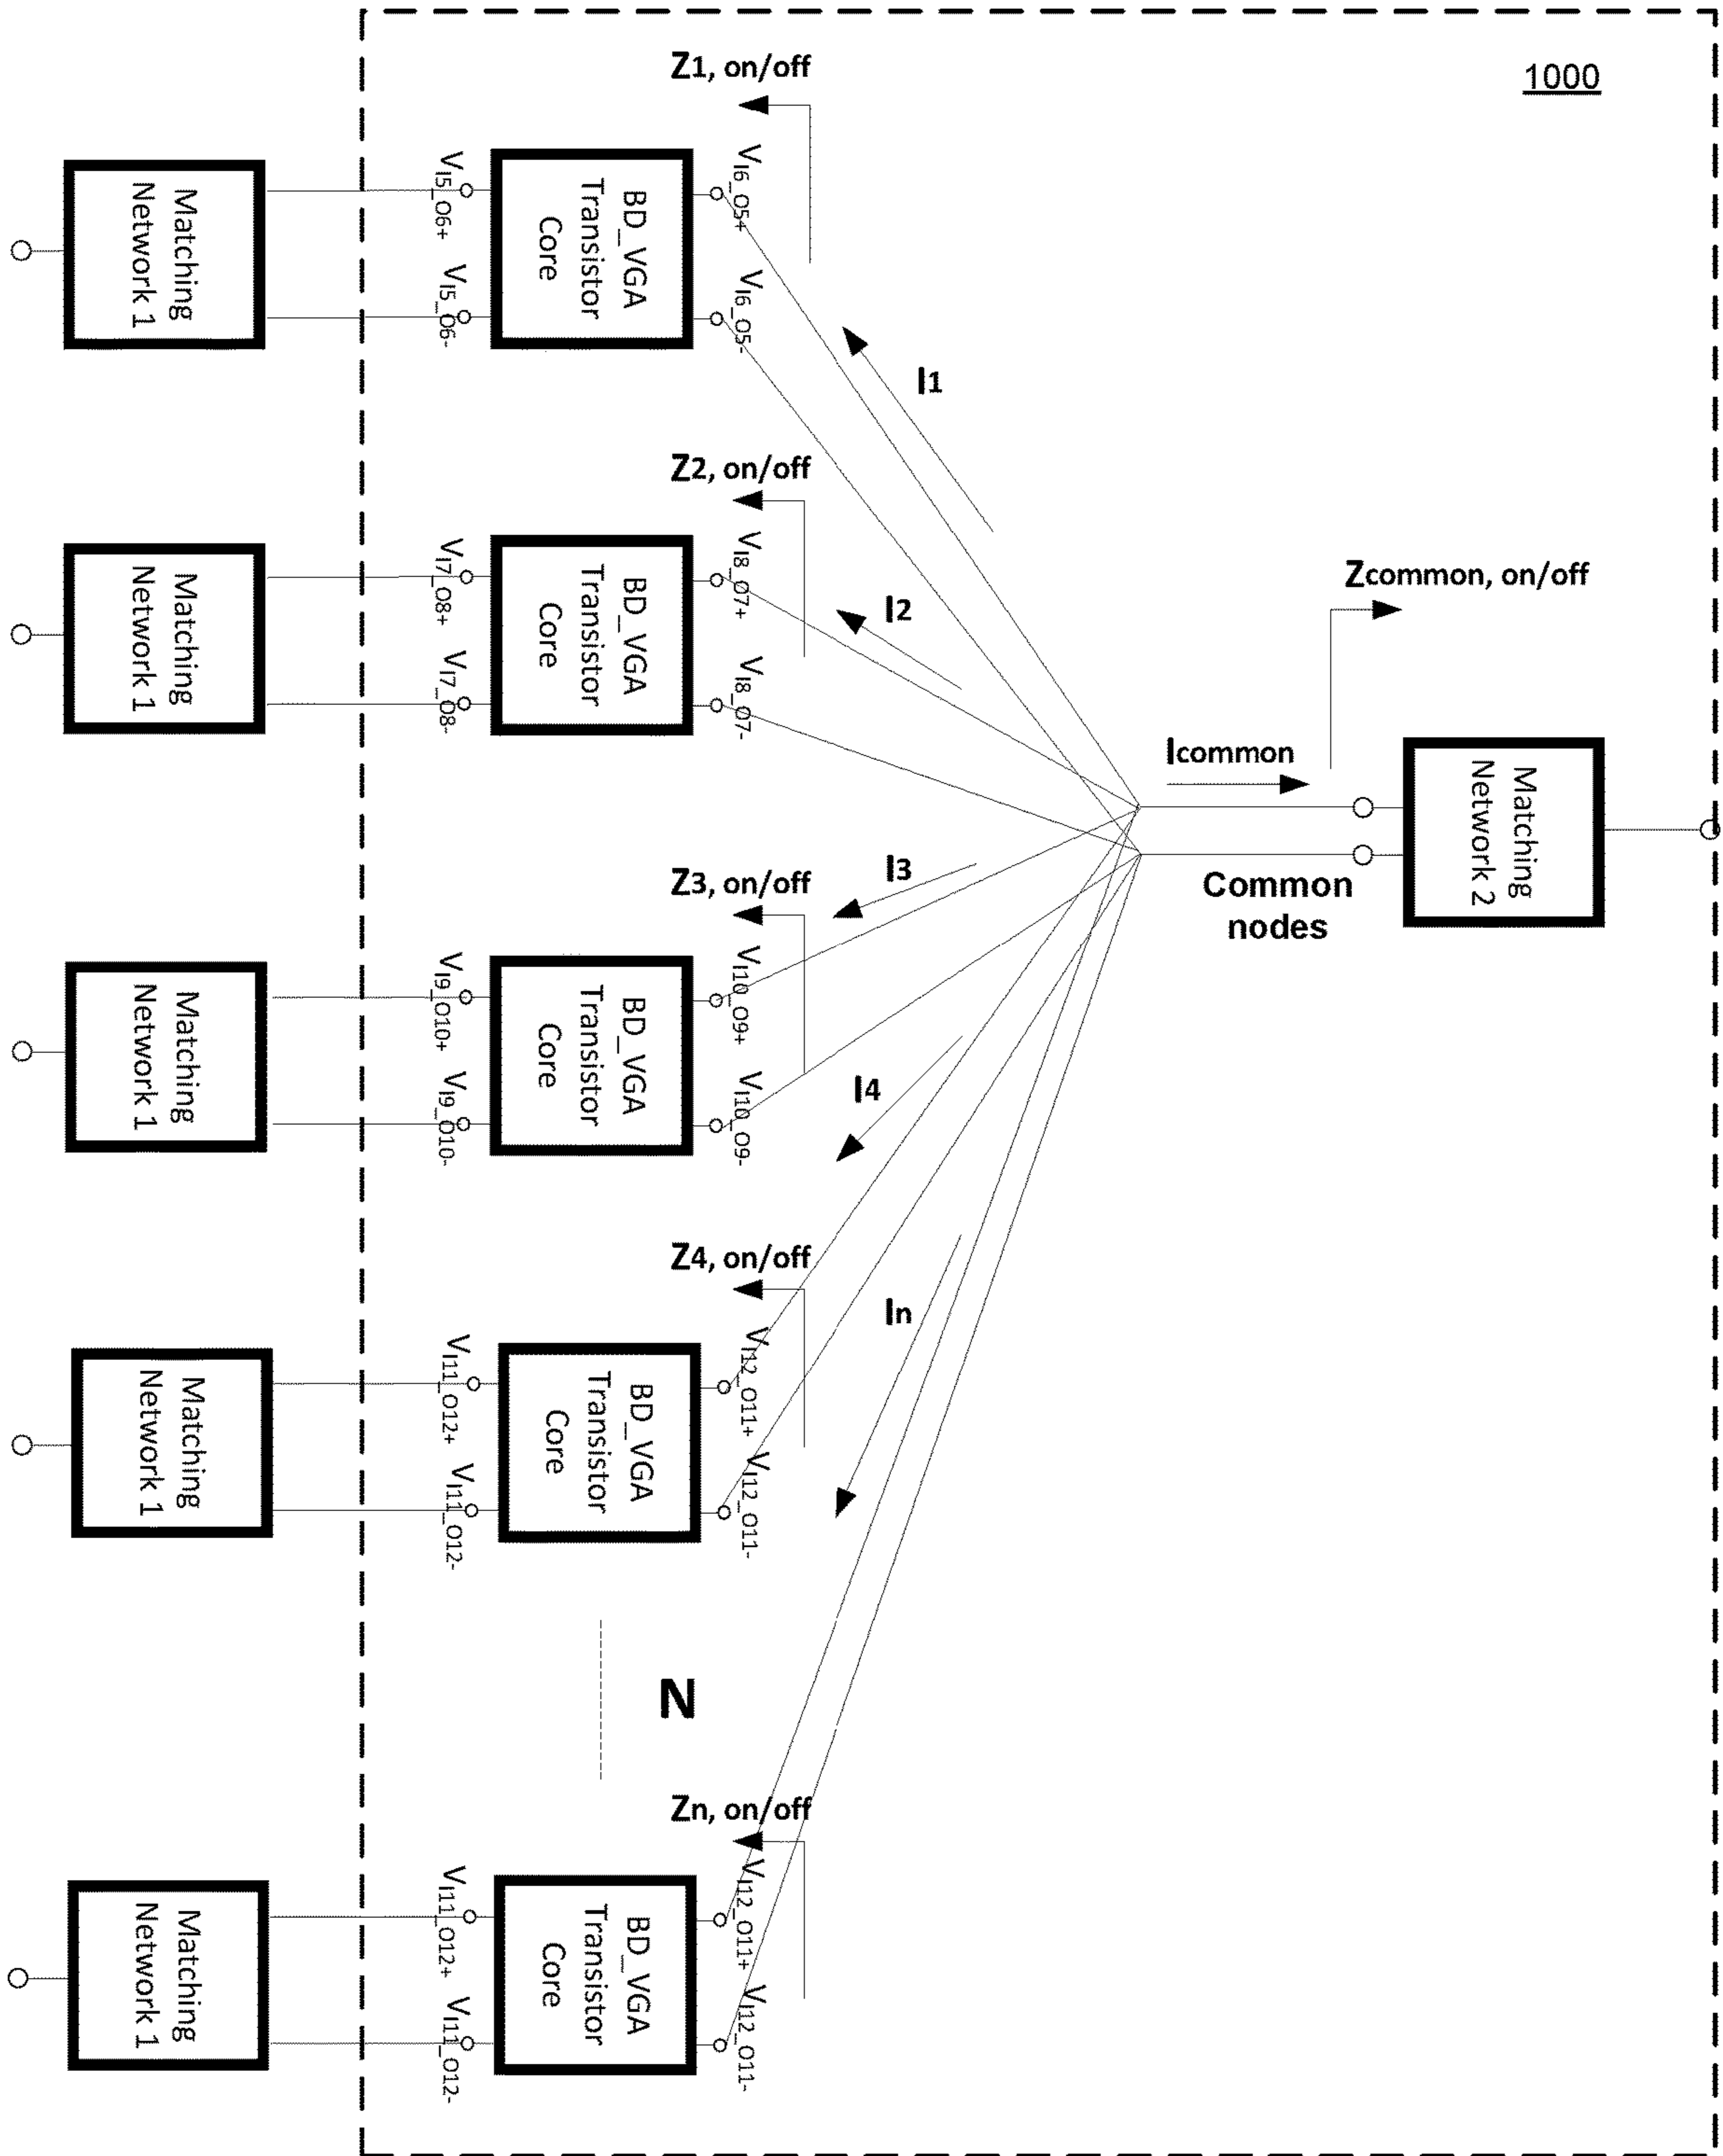 1000
Z1, on/off
Matching
Network 1
VI5_O6+
VI5_O6-
BD_VGA
Transistor
Core
VI6_O5+
VI6_O5-
I1
Z2, on/off
Matching
Network 1
VI7_O8+
VI7_O8-
BD_VGA
Transistor
Core
VI8_O7+
VI8_O7-
I2
Zcommon, on/off
Icommon
Matching
Network 2
Common
nodes
Z3, on/off
I3
Matching
Network 1
VI9_O10+
VI9_O10-
BD_VGA
Transistor
Core
VI10_O9+
VI10_O9-
I4
Z4, on/off
Matching
Network 1
VI11_O12+
VI11_O12-
BD_VGA
Transistor
Core
VI12_O11+
VI12_O11-
In
N
Zn, on/off
Matching
Network 1
VI11_O12+
VI11_O12-
BD_VGA
Transistor
Core
VI12_O11+
VI12_O11-